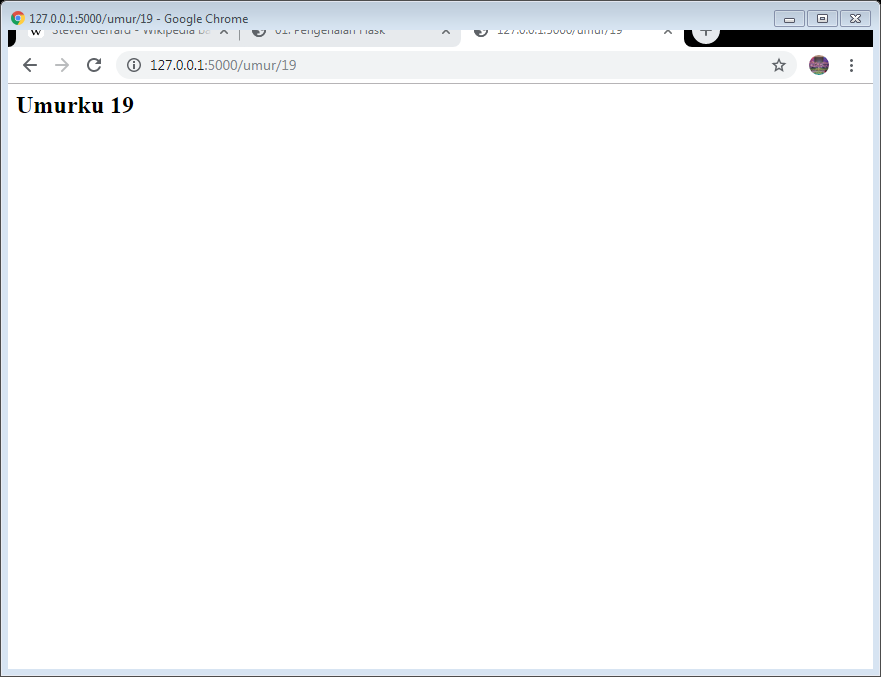 127.0.0.1:5000/umur/19 - Google Chrome
Steven Gerrard - Wikipedia
01. Pengenalan Flask
127.0.0.1:5000/umur/19
127.0.0.1:5000/umur/19
Umurku 19